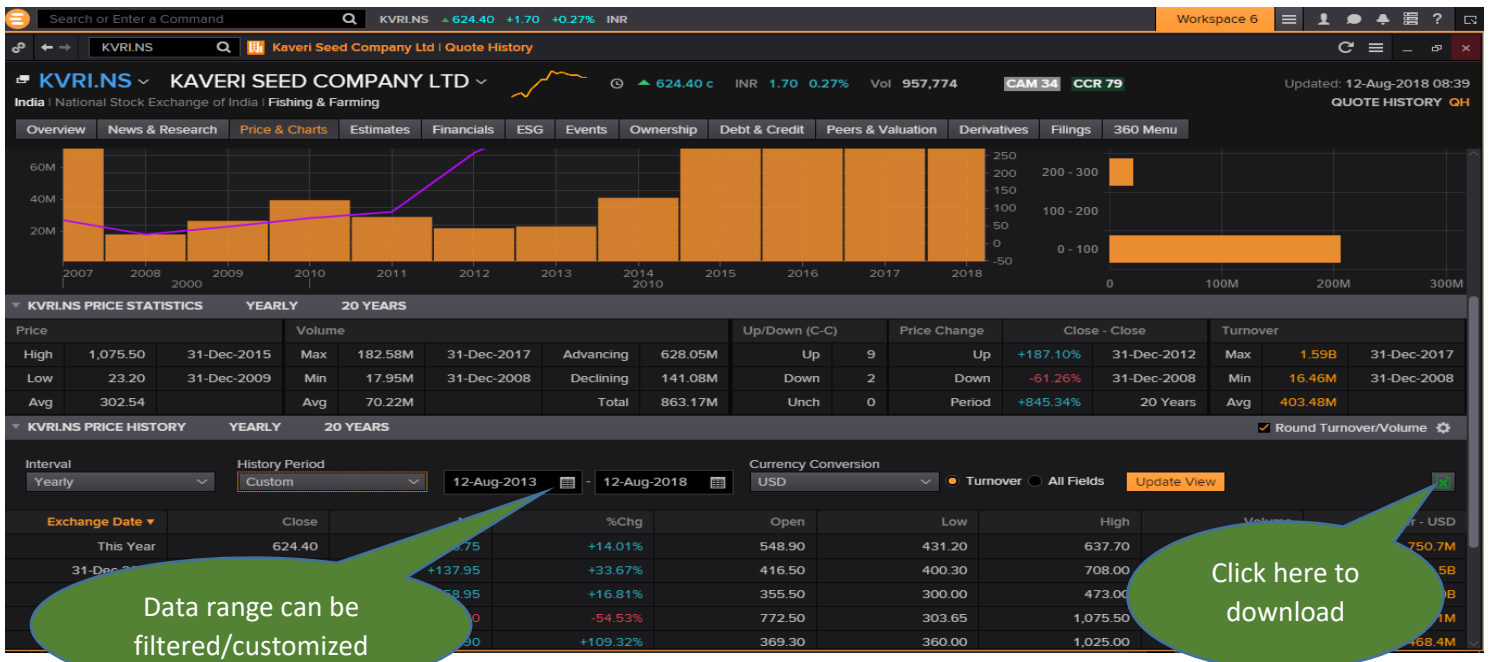 Search or Enter a Command KVRI.NS 624.40 +1.70 +0.27% INR Workspace 6 ?
KVRI.NS Kaveri Seed Company Ltd | Quote History
KVRI.NS KAVERI SEED COMPANY LTD 624.40 c INR 1.70 0.27% Vol 957,774 CAM 34 CCR 79 Updated: 12-Aug-2018 08:39
India | National Stock Exchange of India | Fishing & Farming QUOTE HISTORY QH
Overview News & Research Price & Charts Estimates Financials ESG Events Ownership Debt & Credit Peers & Valuation Derivatives Filings 360 Menu
60M 250
200 200 - 300
40M 150
100 100 - 200
20M 50
0 0 - 100
-50
2007 2008 2009 2010 2011 2012 2013 2014 2015 2016 2017 2018 0 100M 200M 300M
2000 2010
KVRI.NS PRICE STATISTICS YEARLY 20 YEARS
Price Volume Up/Down (C-C) Price Change Close - Close Turnover
High 1,075.50 31-Dec-2015 Max 182.58M 31-Dec-2017 Advancing 628.05M Up 9 Up +187.10% 31-Dec-2012 Max 1.59B 31-Dec-2017
Low 23.20 31-Dec-2009 Min 17.95M 31-Dec-2008 Declining 141.08M Down 2 Down -61.26% 31-Dec-2008 Min 16.46M 31-Dec-2008
Avg 302.54 Avg 70.22M Total 863.17M Unch 0 Period +845.34% 20 Years Avg 403.48M
KVRI.NS PRICE HISTORY YEARLY 20 YEARS Round Turnover/Volume
Interval History Period Currency Conversion
Yearly Custom 12-Aug-2013 - 12-Aug-2018 USD Turnover All Fields Update View
Exchange Date Close %Chg Open Low High - USD
This Year 624.40 +14.01% 548.90 431.20 637.70 750.7M
+137.95 +33.67% 416.50 400.30 708.00
+16.81% 355.50 300.00 473.00
-54.53% 772.50 303.65 1,075.50
+109.32% 369.30 360.00 1,025.00
Data range can be
filtered/customized
Click here to
download